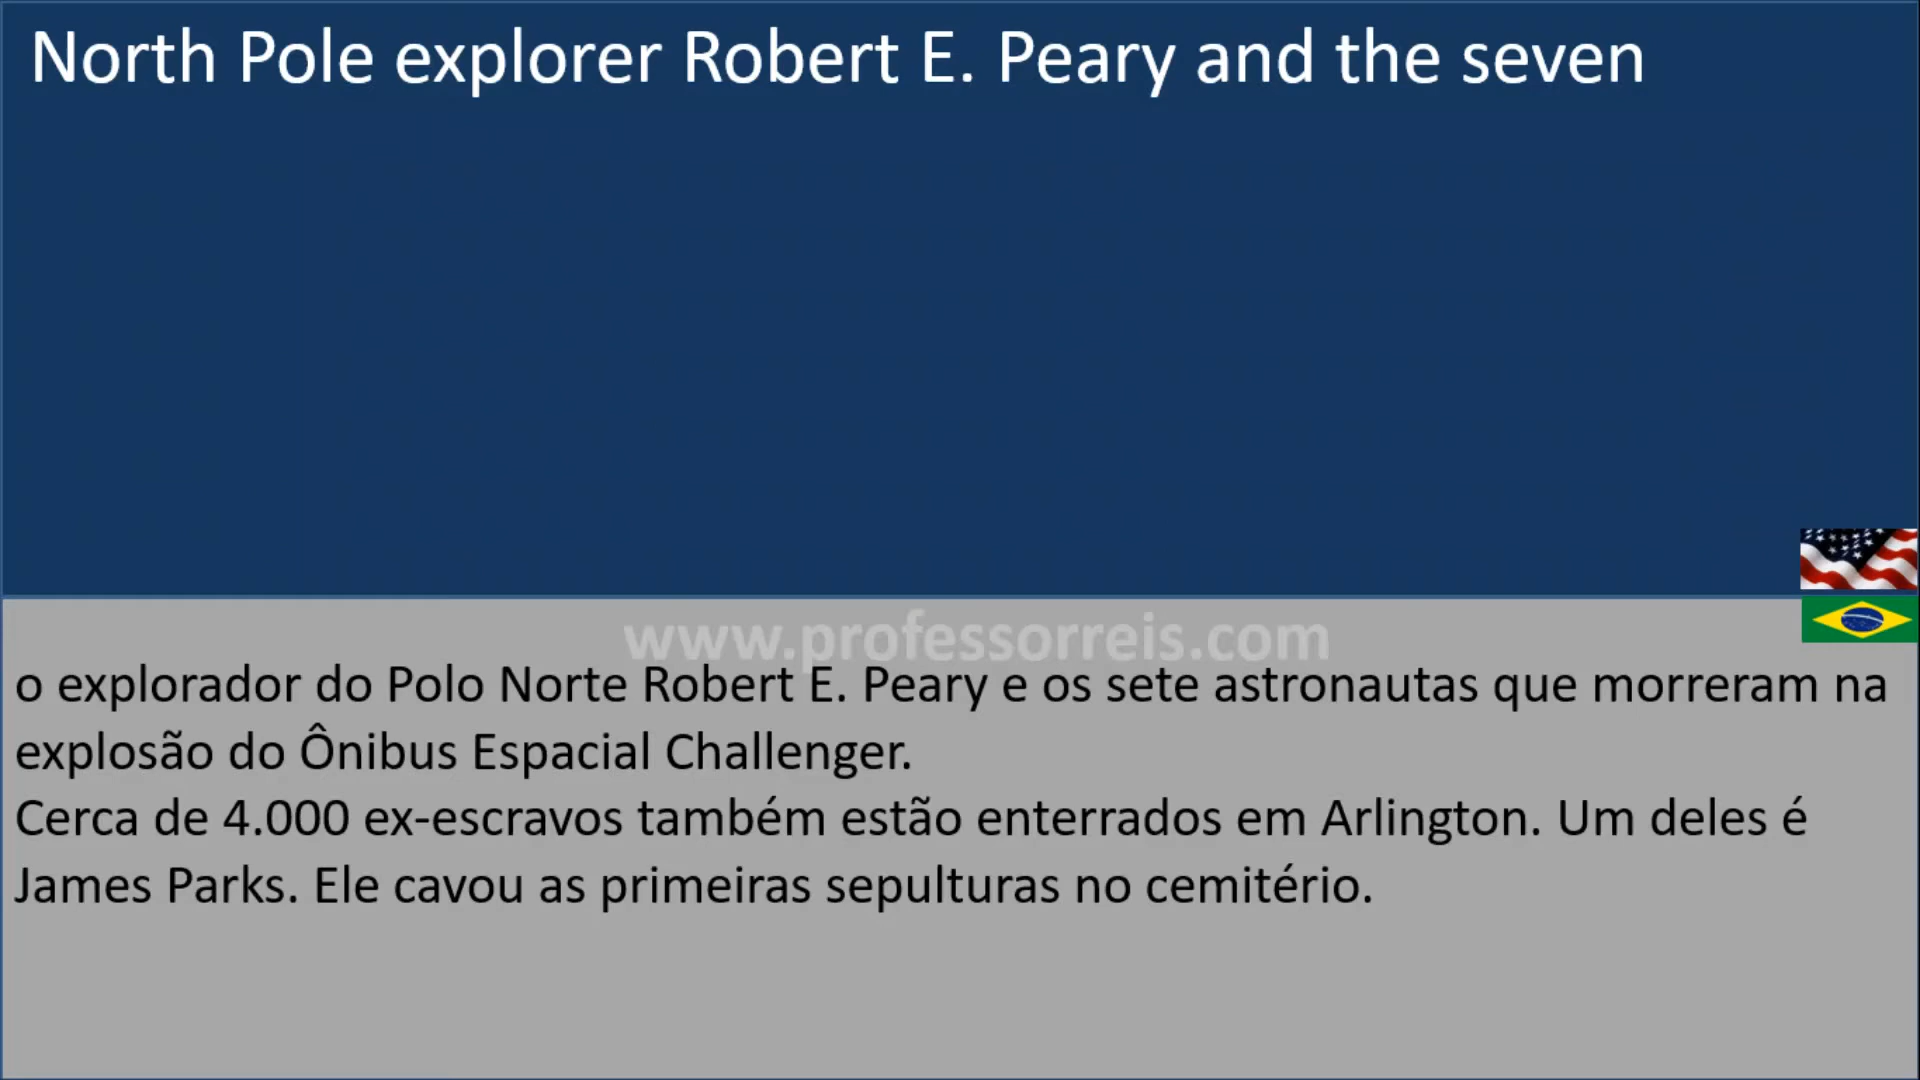 North Pole explorer Robert E. Peary and the seven
www.professorreis.com
o explorador do Polo Norte Robert E. Peary e os sete astronautas que morreram na
explosão do Ônibus Espacial Challenger.
Cerca de 4.000 ex-escravos também estão enterrados em Arlington. Um deles é
James Parks. Ele cavou as primeiras sepulturas no cemitério.